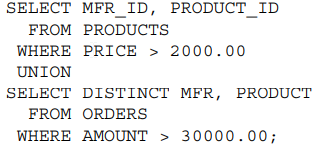 SELECT MFR_ID, PRODUCT_ID
FROM PRODUCTS
WHERE PRICE > 2000.00
UNION
SELECT DISTINCT MFR, PRODUCT
FROM ORDERS
WHERE AMOUNT > 30000.00;